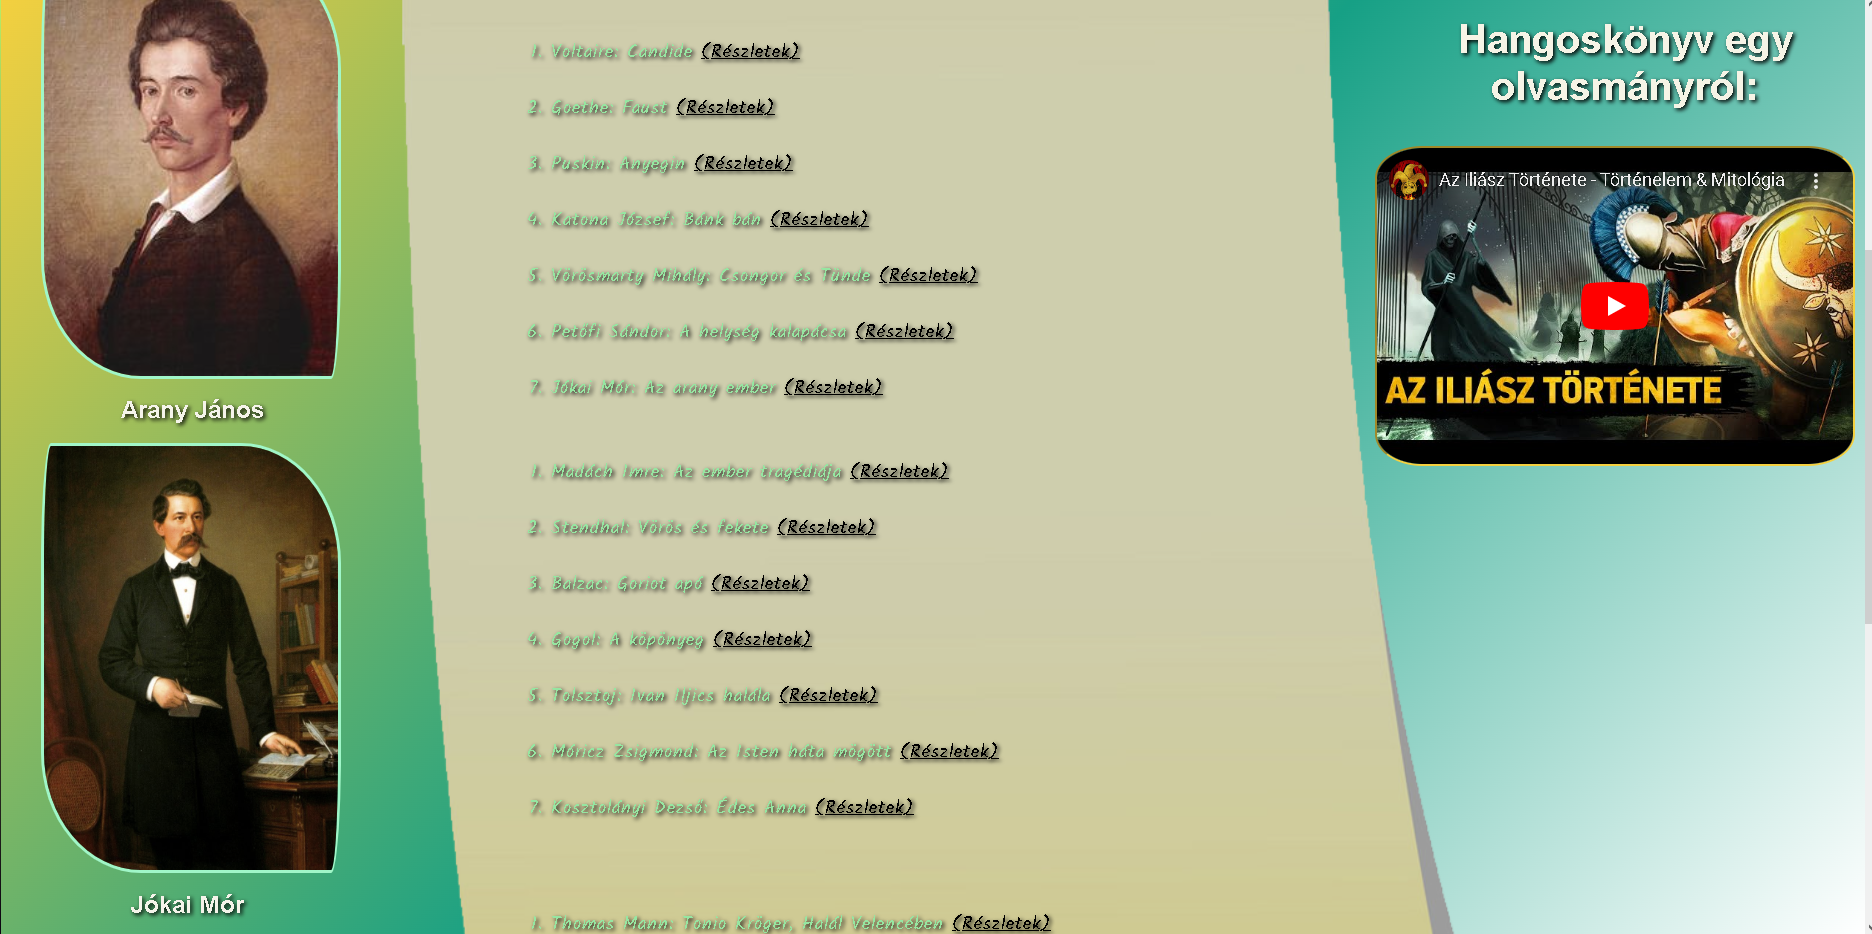 Arany János
Jókai Mór
1. Voltaire: Candide (Részletek)
2. Goethe: Faust (Részletek)
3. Puskin: Anyegin (Részletek)
4. Katona József: Bánk bán (Részletek)
5. Vörösmarty Mihály: Csongor és Tünde (Részletek)
6. Petőfi Sándor: A helység kalapácsa (Részletek)
7. Jókai Mór: Az arany ember (Részletek)
1. Madách Imre: Az ember tragédiája (Részletek)
2. Stendhal: Vörös és fekete (Részletek)
3. Balzac: Goriot apó (Részletek)
4. Gogol: A köpönyeg (Részletek)
5. Tolsztoj: Ivan Iljics halála (Részletek)
6. Móricz Zsigmond: Az Isten háta mögött (Részletek)
7. Kosztolányi Dezső: Édes Anna (Részletek)
1. Thomas Mann: Tonio Kröger, Halál Velencében (Részletek)
Hangoskönyv egy
olvasmányról:
Az Iliász Története - Történelem & Mitológia
AZ ILIÁSZ TÖRTÉNETE